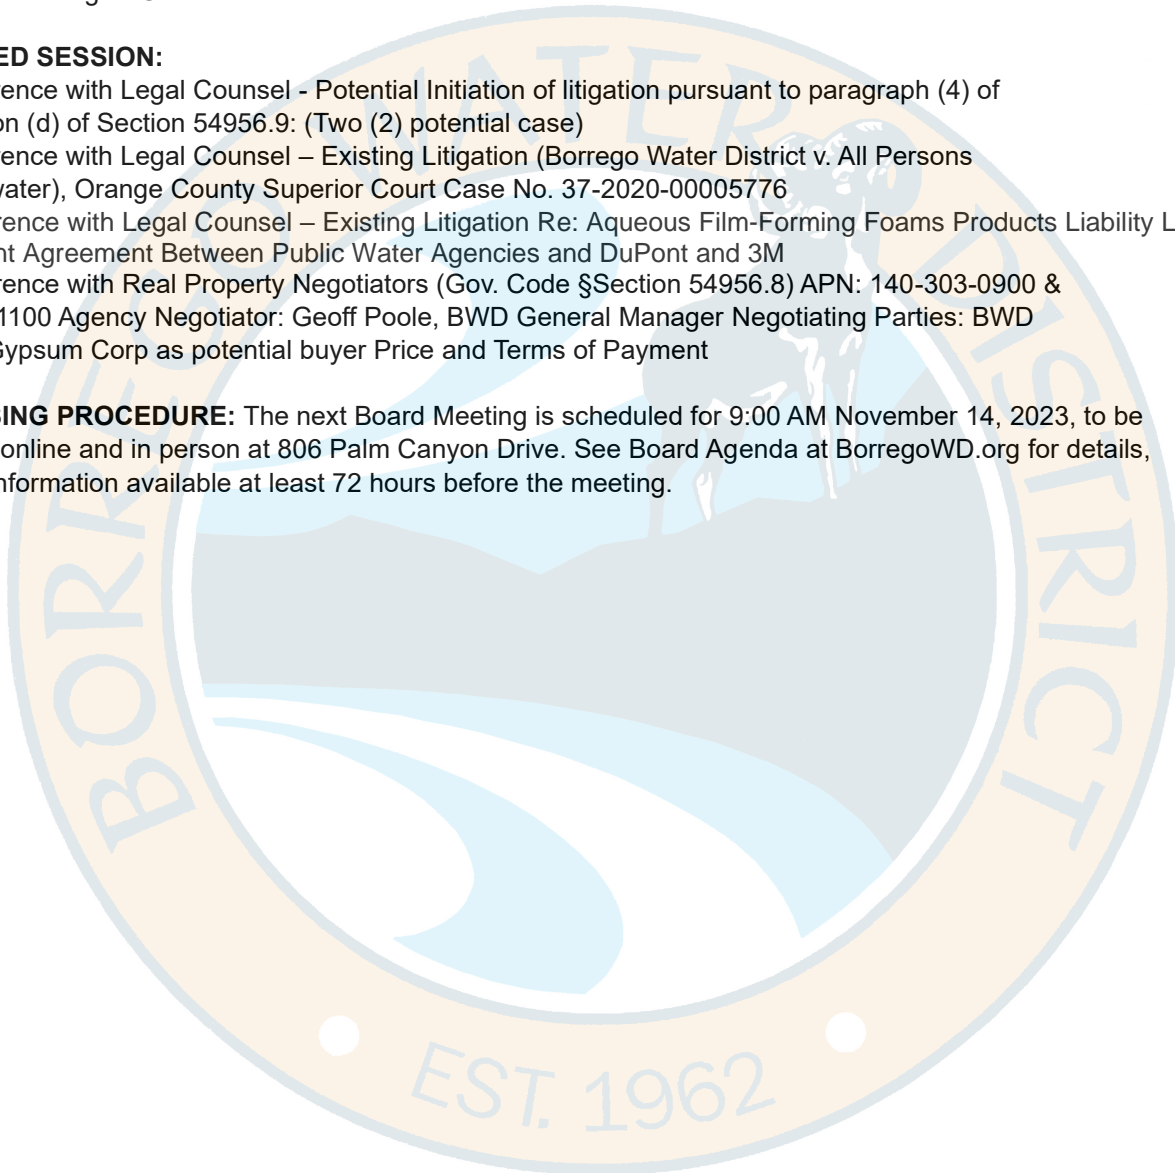 ED SESSION:
ence with Legal Counsel - Potential Initiation of litigation pursuant to paragraph (4) of
on (d) of Section 54956.9: (Two (2) potential case)
ence with Legal Counsel – Existing Litigation (Borrego Water District v. All Persons
water), Orange County Superior Court Case No. 37-2020-00005776
rence with Legal Counsel – Existing Litigation Re: Aqueous Film-Forming Foams Products Liability L
nt Agreement Between Public Water Agencies and DuPont and 3M
rence with Real Property Negotiators (Gov. Code §Section 54956.8) APN: 140-303-0900 &
1100 Agency Negotiator: Geoff Poole, BWD General Manager Negotiating Parties: BWD
Gypsum Corp as potential buyer Price and Terms of Payment
SING PROCEDURE: The next Board Meeting is scheduled for 9:00 AM November 14, 2023, to be
online and in person at 806 Palm Canyon Drive. See Board Agenda at BorregoWD.org for details,
nformation available at least 72 hours before the meeting.
BORREGO WATER DISTRICT
EST. 1962